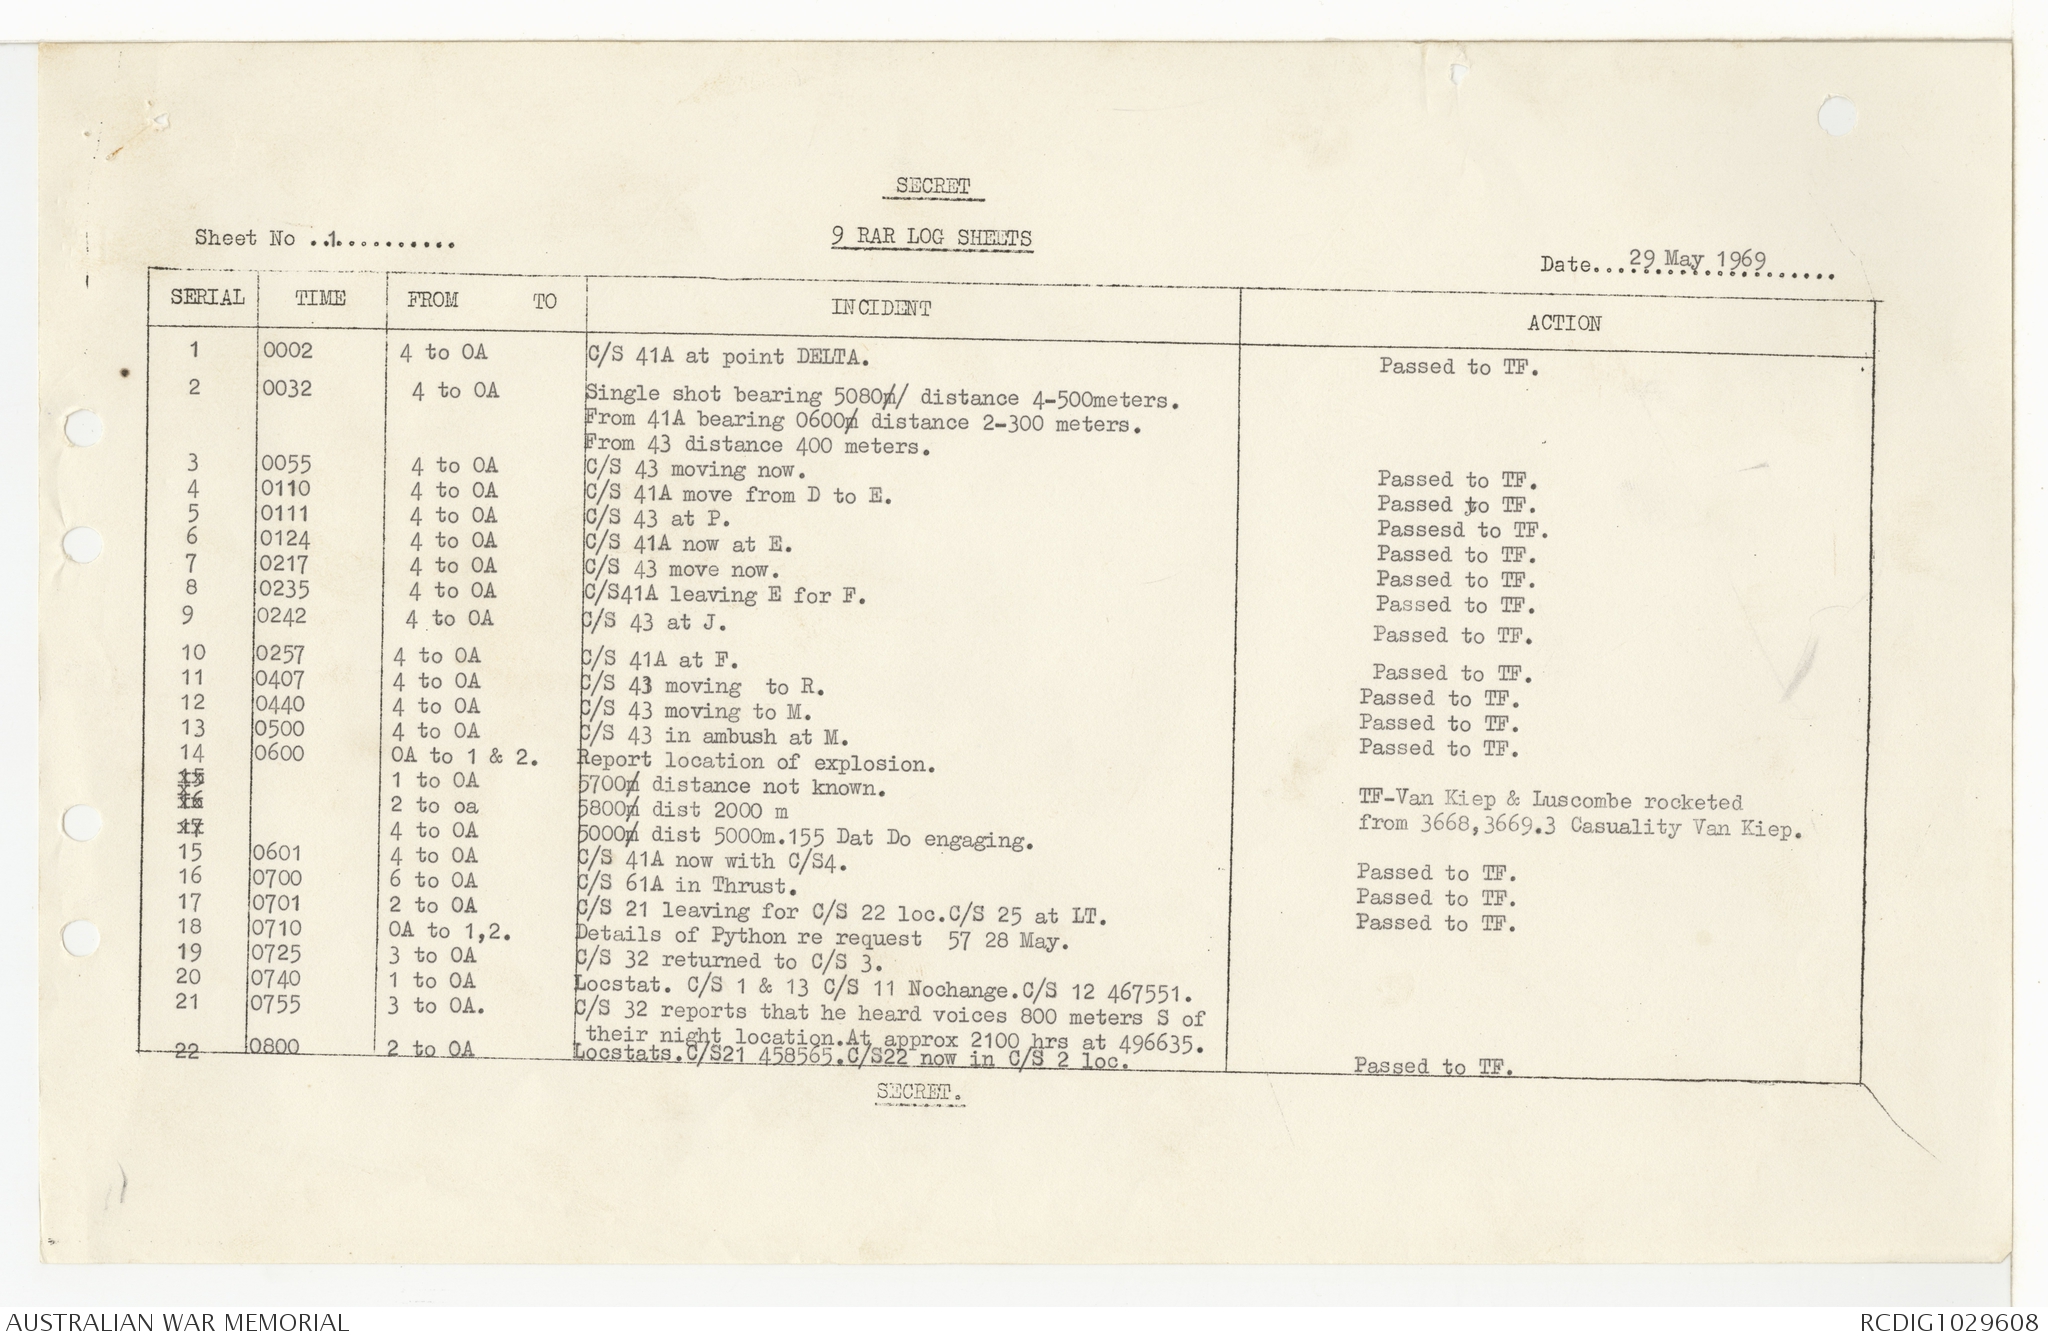 SECRET
Sheet No ..1..........
9 RAR LOG SHEETS
Date...29 May 1969......
SERIAL TIME FROM TO INCIDENT ACTION
1 0002 4 to OA C/S 41A at point DELTA. Passed to TF.
2 0032 4 to OA Single shot bearing 5080m/ distance 4-500meters.
From 41A bearing 0600m distance 2-300 meters.
From 43 distance 400 meters.
3 0055 4 to OA C/S 43 moving now. Passed to TF.
4 0110 4 to OA C/S 41A move from D to E. Passed to TF.
5 0111 4 to OA C/S 43 at P. Passesd to TF.
6 0124 4 to OA C/S 41A now at E. Passed to TF.
7 0217 4 to OA C/S 43 move now. Passed to TF.
8 0235 4 to OA C/S41A leaving E for F. Passed to TF.
9 0242 4 to OA C/S 43 at J. Passed to TF.
10 0257 4 to OA C/S 41A at F. Passed to TF.
11 0407 4 to OA C/S 43 moving to R. Passed to TF.
12 0440 4 to OA C/S 43 moving to M. Passed to TF.
13 0500 4 to OA C/S 43 in ambush at M. Passed to TF.
14 0600 OA to 1 & 2. Report location of explosion.
15 1 to OA 5700m distance not known. TF-Van Kiep & Luscombe rocketed
16 2 to oa 5800m dist 2000 m from 3668,3669.3 Casuality Van Kiep.
17 4 to OA 5000m dist 5000m.155 Dat Do engaging.
15 0601 4 to OA C/S 41A now with C/S4. Passed to TF.
16 0700 6 to OA C/S 61A in Thrust. Passed to TF.
17 0701 2 to OA C/S 21 leaving for C/S 22 loc.C/S 25 at LT. Passed to TF.
18 0710 OA to 1,2. Details of Python re request 57 28 May.
19 0725 3 to OA C/S 32 returned to C/S 3.
20 0740 1 to OA Locstat. C/S 1 & 13 C/S 11 Nochange.C/S 12 467551.
21 0755 3 to OA. C/S 32 reports that he heard voices 800 meters S of
their night location.At approx 2100 hrs at 496635.
22 0800 2 to OA Locstats.C/S21 458565.C/S22 now in C/S 2 loc. Passed to TF.
SECRET.
AUSTRALIAN WAR MEMORIAL
RCDIG1029608